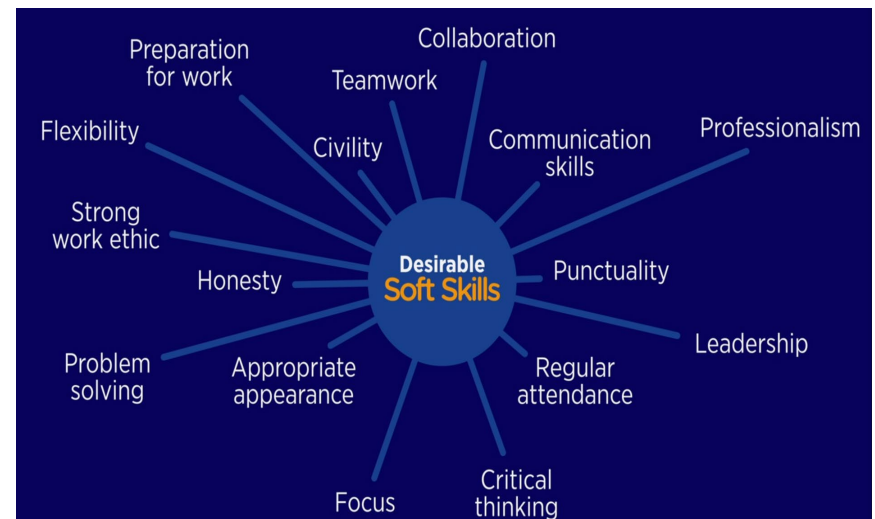 Collaboration
Preparation
for work
Teamwork
Flexibility
Civility
Communication
skills
Professionalism
Strong
work ethic
Desirable
Soft Skills
Honesty
Punctuality
Problem
solving
Appropriate
appearance
Regular
attendance
Leadership
Focus
Critical
thinking